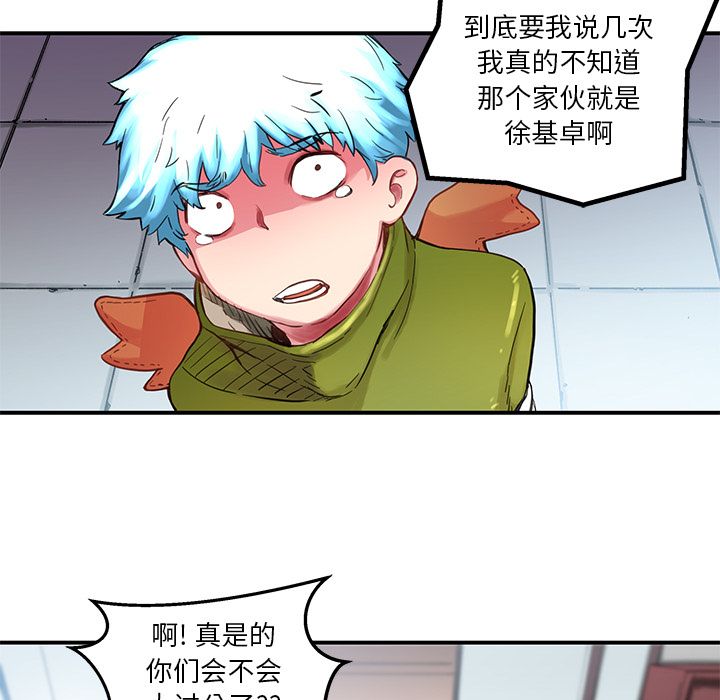 到底要我说几次
我真的不知道
那个家伙就是
徐基卓啊
啊! 真是的
你们会不会